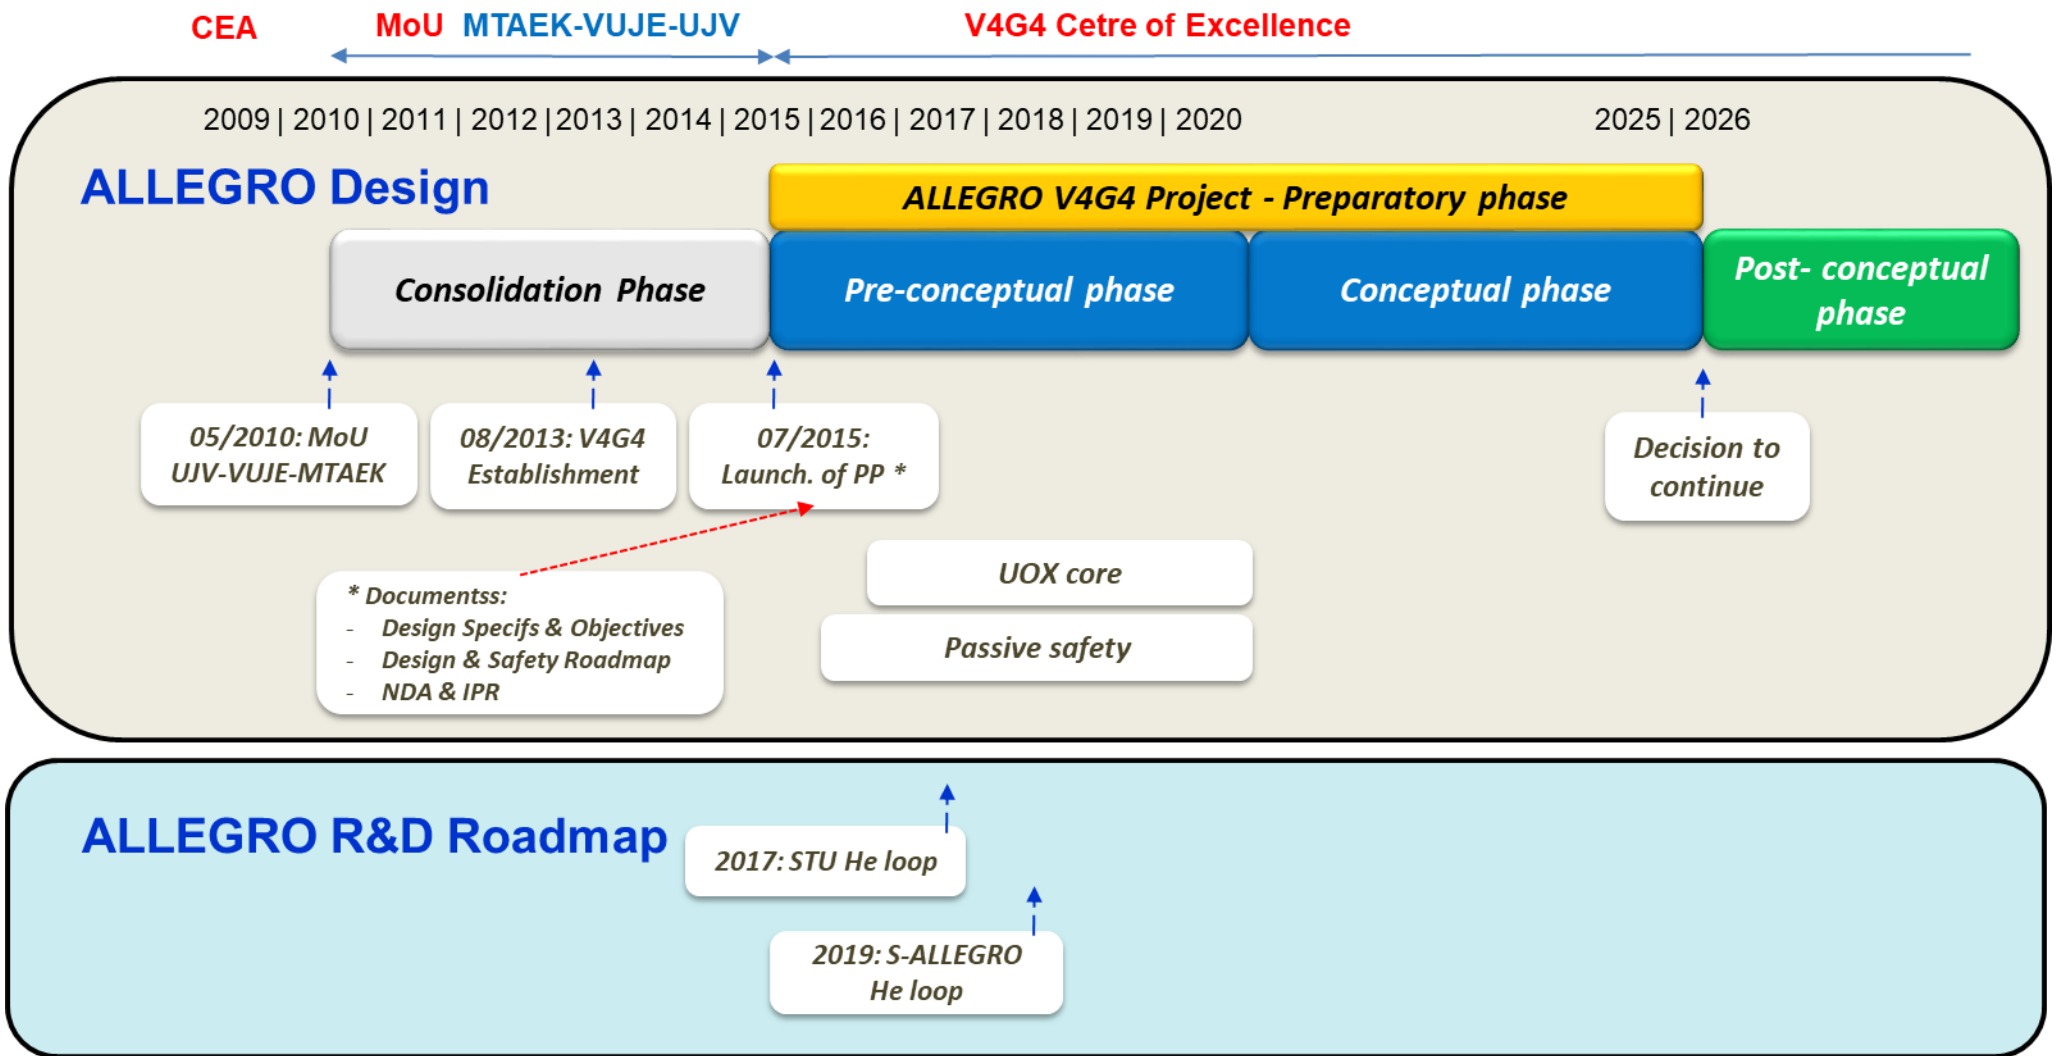 CEA MoU MTAEK-VUJE-UJV V4G4 Cetre of Excellence
2009 | 2010 | 2011 | 2012 | 2013 | 2014 | 2015 | 2016 | 2017 | 2018 | 2019 | 2020 2025 | 2026
ALLEGRO Design
ALLEGRO V4G4 Project - Preparatory phase
Consolidation Phase
Pre-conceptual phase
Conceptual phase
Post- conceptual
phase
05/2010: MoU
UJV-VUJE-MTAEK
08/2013: V4G4
Establishment
07/2015:
Launch. of PP *
Decision to
continue
* Documentss:
- Design Specifs & Objectives
- Design & Safety Roadmap
- NDA & IPR
UOX core
Passive safety
ALLEGRO R&D Roadmap
2017: STU He loop
2019: S-ALLEGRO
He loop